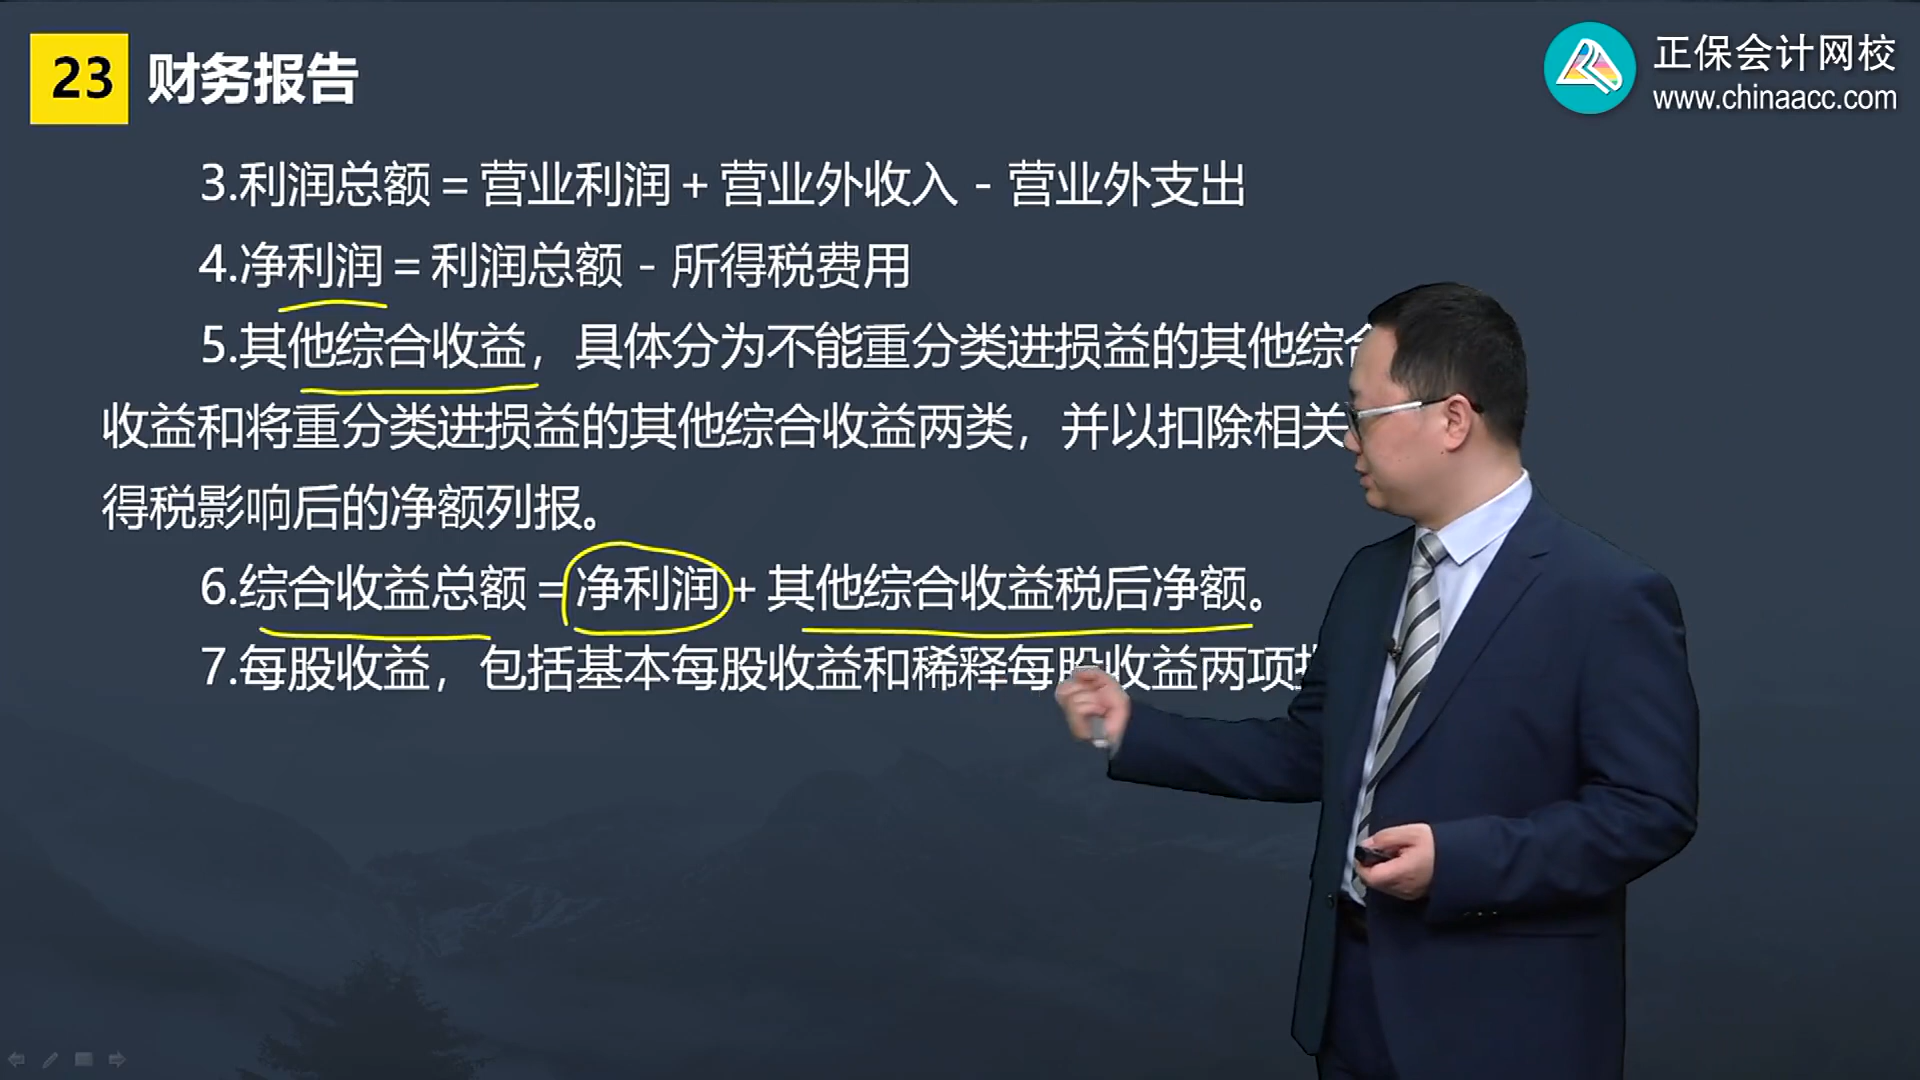 23 财务报告
正保会计网校
www.chinaacc.com
3.利润总额=营业利润+营业外收入-营业外支出
4.净利润=利润总额-所得税费用
5.其他综合收益，具体分为不能重分类进损益的其他综合
收益和将重分类进损益的其他综合收益两类，并以扣除相关
得税影响后的净额列报。
6.综合收益总额=净利润+其他综合收益税后净额。
7.每股收益，包括基本每股收益和稀释每股收益两项